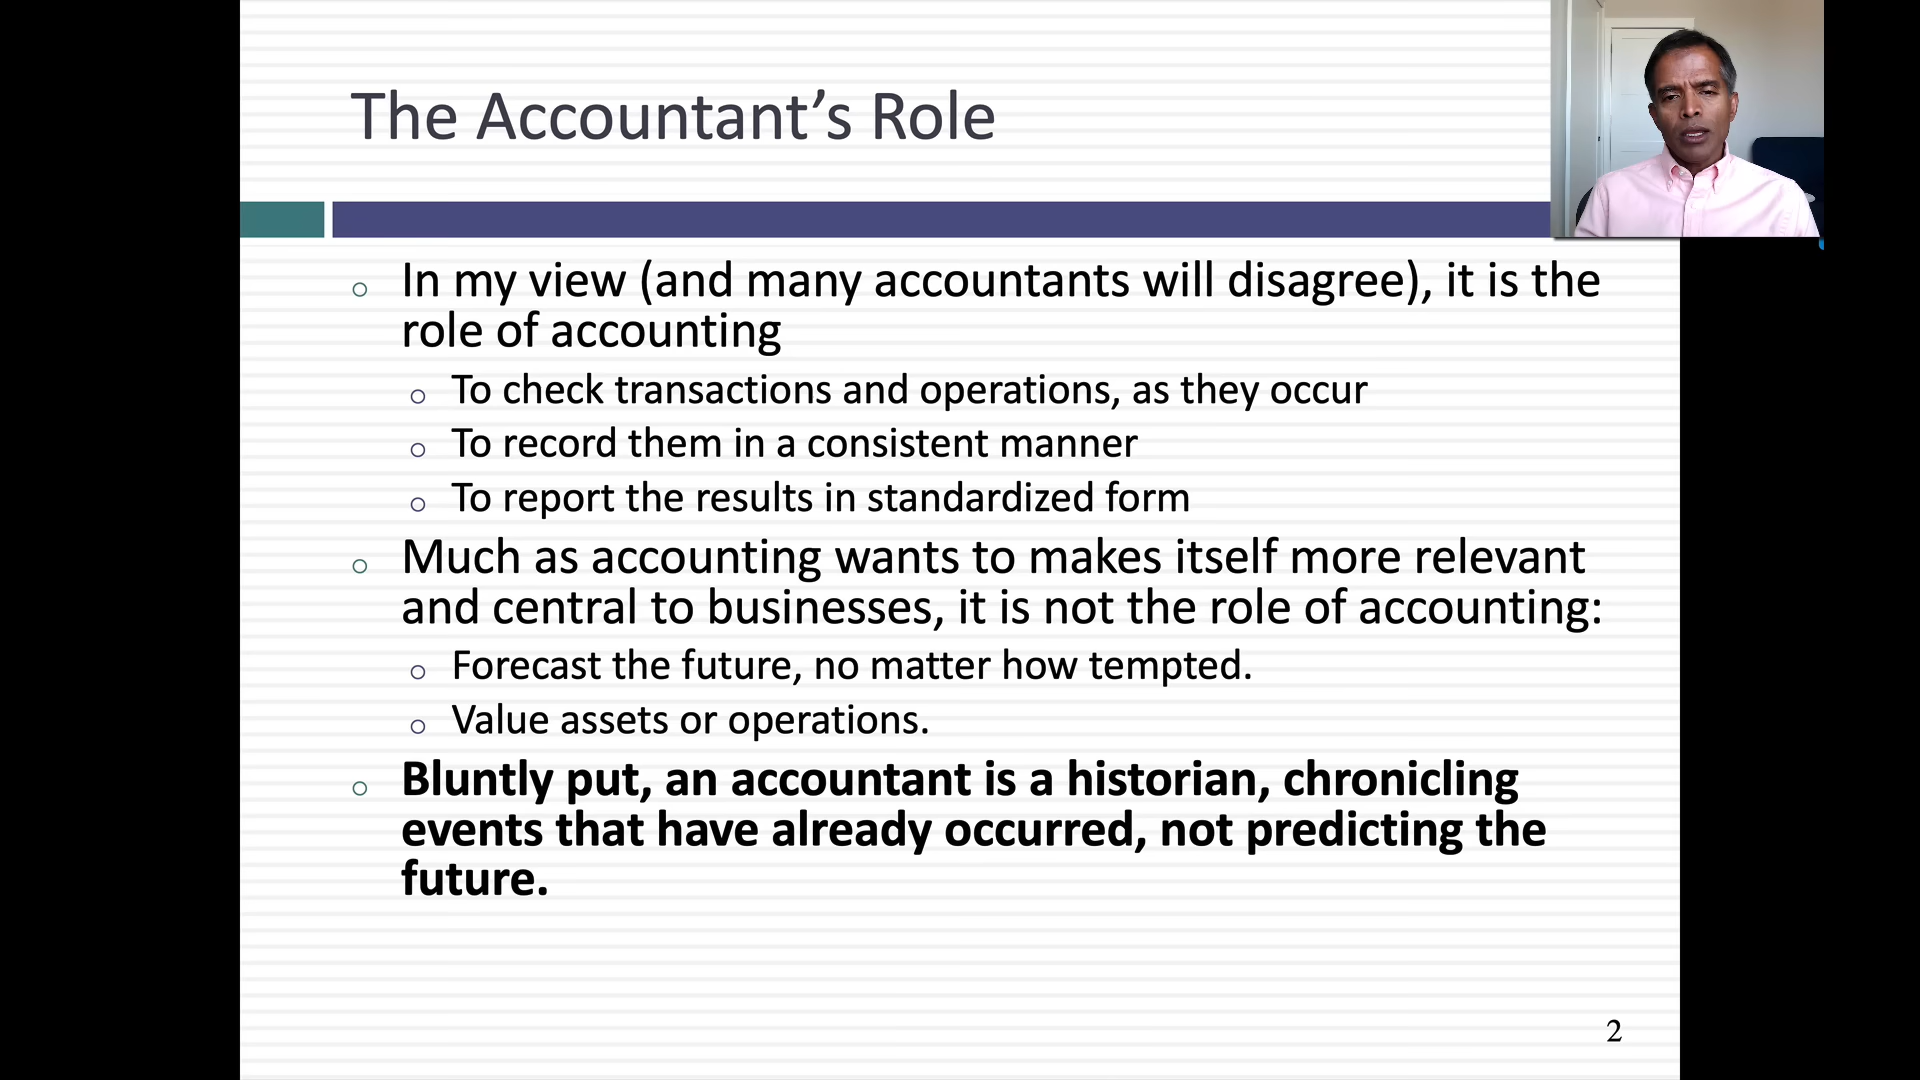 The Accountant’s Role
In my view (and many accountants will disagree), it is the
role of accounting
To check transactions and operations, as they occur
To record them in a consistent manner
To report the results in standardized form
Much as accounting wants to makes itself more relevant
and central to businesses, it is not the role of accounting:
Forecast the future, no matter how tempted.
Value assets or operations.
Bluntly put, an accountant is a historian, chronicling
events that have already occurred, not predicting the
future.
2